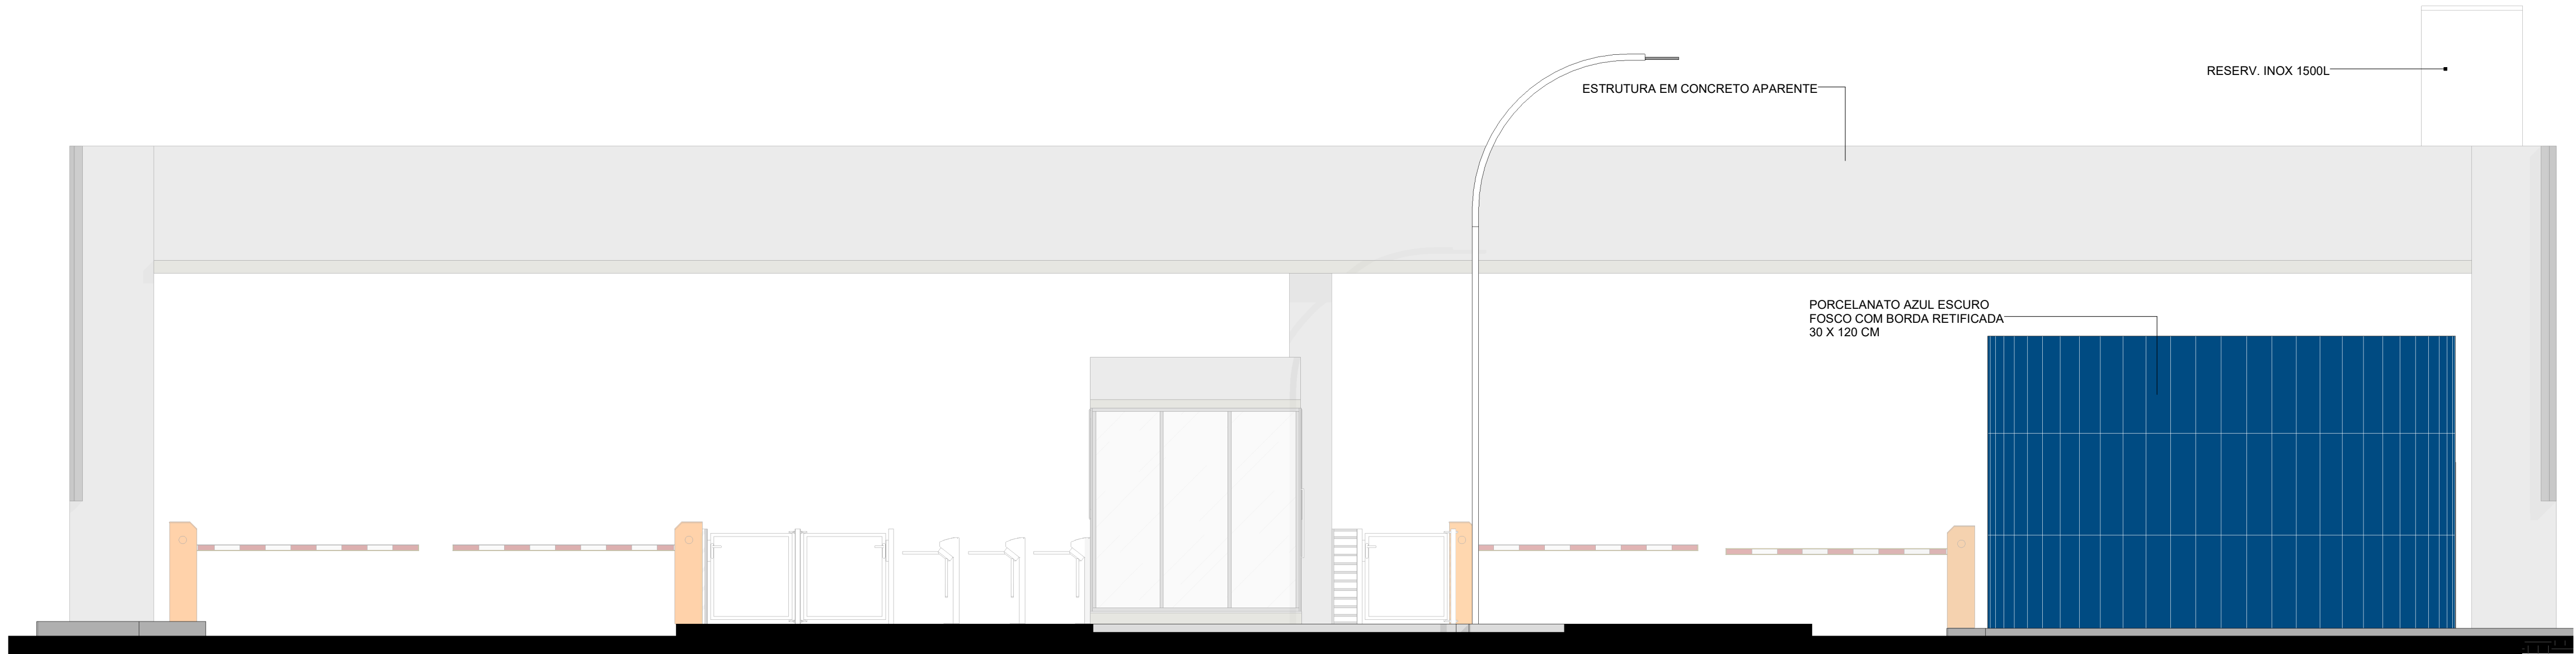 RESERV. INOX 1500L
ESTRUTURA EM CONCRETO APARENTE
PORCELANATO AZUL ESCURO
FOSCO COM BORDA RETIFICADA
30 X 120 CM